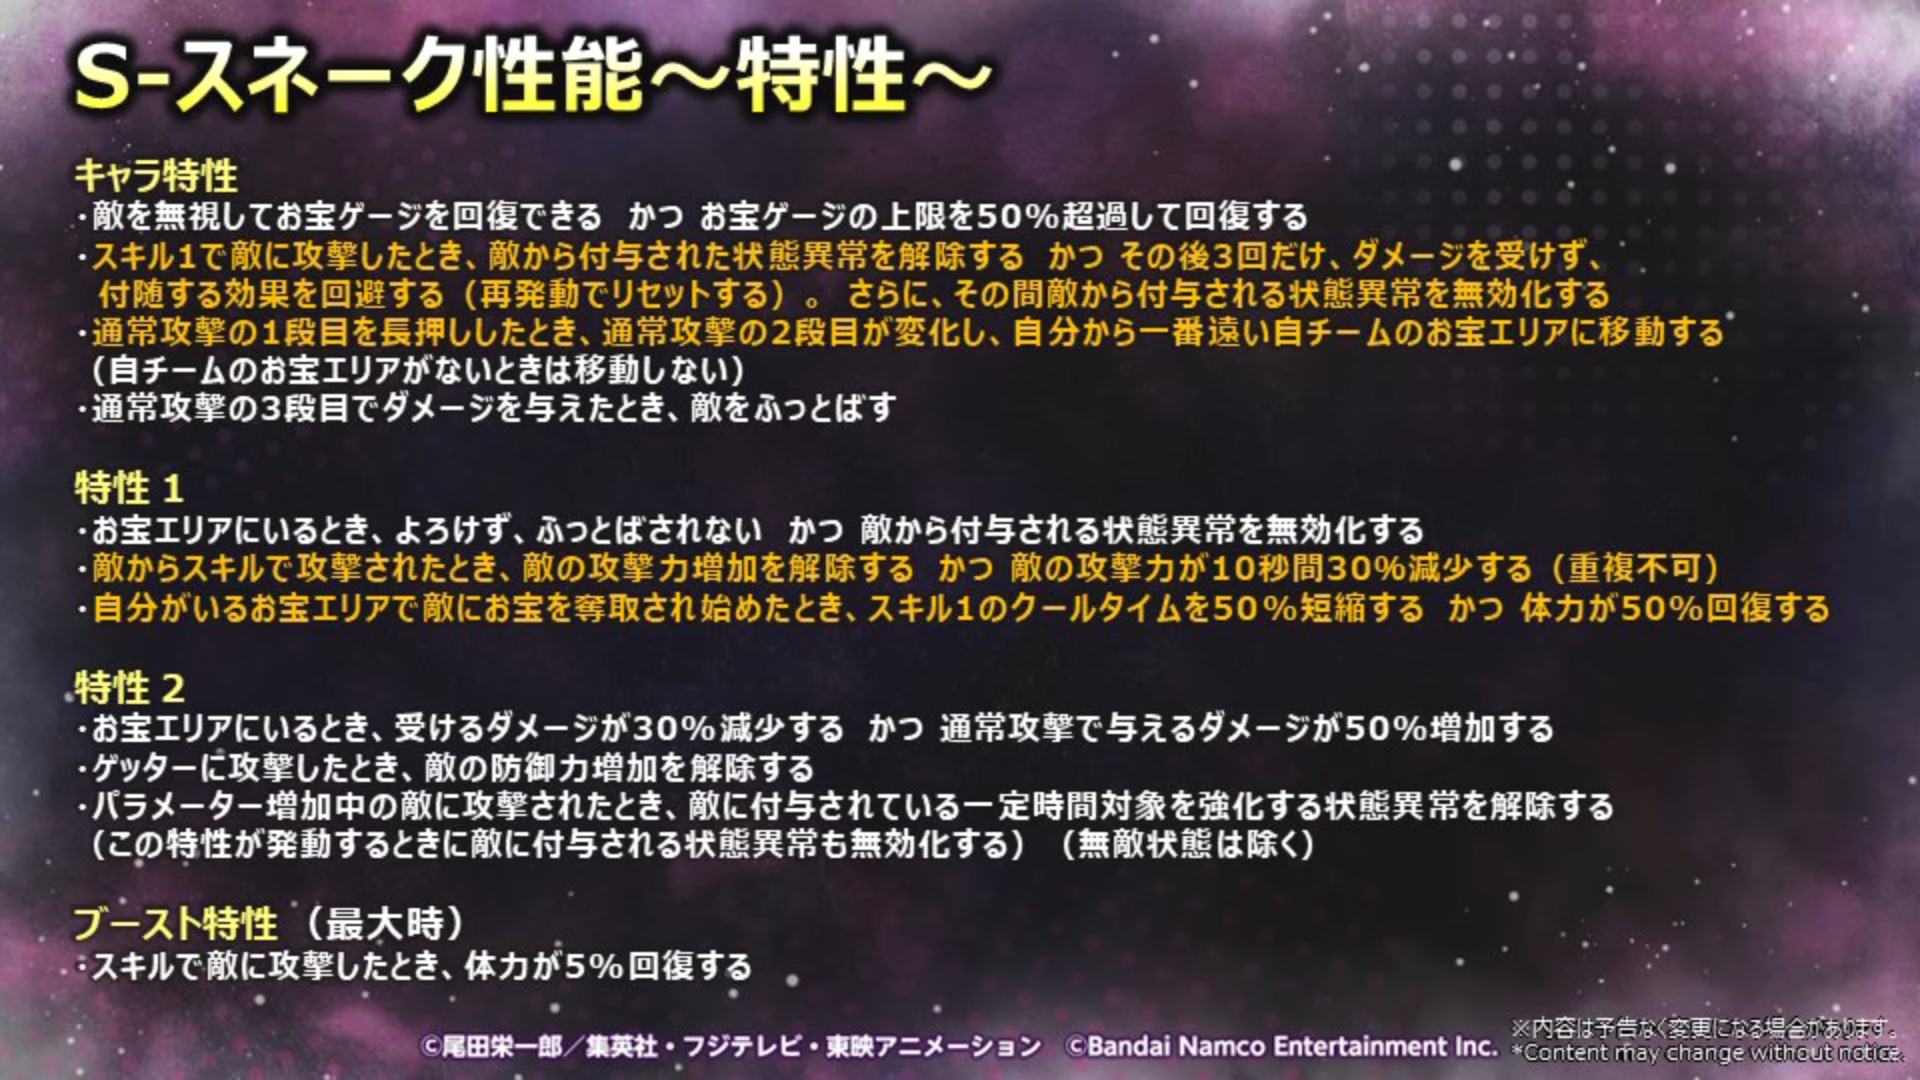 S-スネーク性能～特性～
キャラ特性
・敵を無視してお宝ゲージを回復できる　かつ お宝ゲージの上限を50%超過して回復する
・スキル1で敵に攻撃したとき、敵から付与された状態異常を解除する　かつ その後3回だけ、ダメージを受けず、
付随する効果を回避する（再発動でリセットする）。 さらに、その間敵から付与される状態異常を無効化する
・通常攻撃の1段目を長押ししたとき、通常攻撃の2段目が変化し、自分から一番遠い自チームのお宝エリアに移動する
（自チームのお宝エリアがないときは移動しない）
・通常攻撃の3段目でダメージを与えたとき、敵をふっとばす
特性 1
・お宝エリアにいるとき、よろけず、ふっとばされない　かつ 敵から付与される状態異常を無効化する
・敵からスキルで攻撃されたとき、敵の攻撃力増加を解除する　かつ 敵の攻撃力が10秒間30%減少する（重複不可）
・自分がいるお宝エリアで敵にお宝を奪取され始めたとき、スキル1のクールタイムを50%短縮する　かつ 体力が50%回復する
特性 2
・お宝エリアにいるとき、受けるダメージが30%減少する　かつ 通常攻撃で与えるダメージが50%増加する
・ゲッターに攻撃したとき、敵の防御力増加を解除する
・パラメーター増加中の敵に攻撃されたとき、敵に付与されている一定時間対象を強化する状態異常を解除する
（この特性が発動するときに敵に付与される状態異常も無効化する）（無敵状態は除く）
ブースト特性（最大時）
・スキルで敵に攻撃したとき、体力が5%回復する
※内容は予告なく変更になる場合があります。
©尾田栄一郎／集英社・フジテレビ・東映アニメーション　©Bandai Namco Entertainment Inc.
*Content may change without notice.